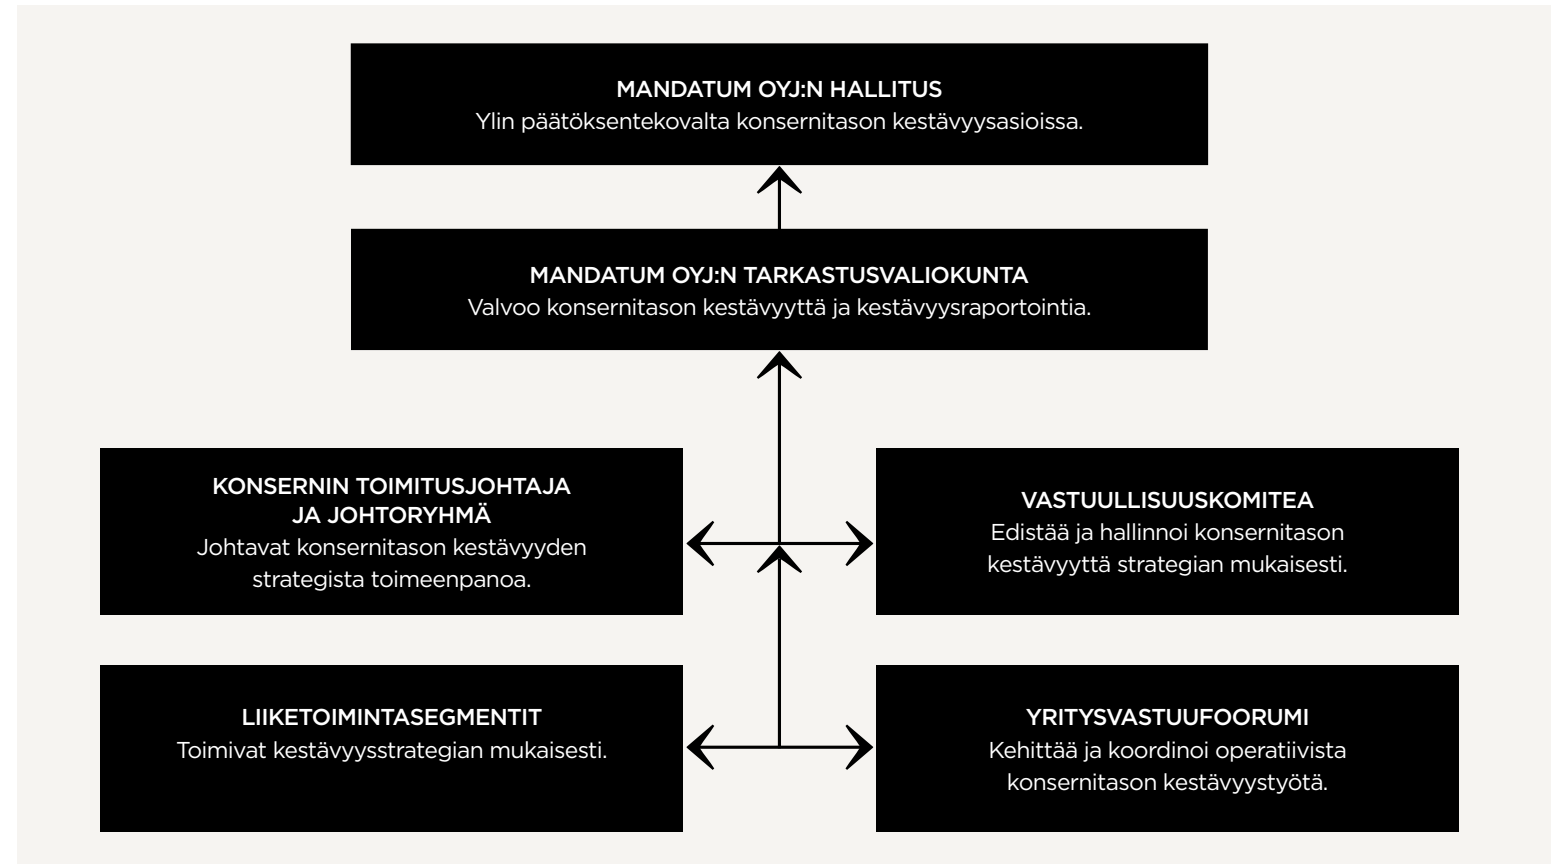 MANDATUM OYJ:N HALLITUS
Ylin päätöksentekovalta konsernitason kestävyysasioissa.
MANDATUM OYJ:N TARKASTUSVALIOKUNTA
Valvoo konsernitason kestävyyttä ja kestävyysraportointia.
KONSERNIN TOIMITUSJOHTAJA
JA JOHTORYHMÄ
Johtavat konsernitason kestävyyden
strategista toimeenpanoa.
VASTUULLISUUSKOMITEA
Edistää ja hallinnoi konsernitason
kestävyyttä strategian mukaisesti.
LIIKETOIMINTASEGMENTIT
Toimivat kestävyysstrategian mukaisesti.
YRITYSVASTUUFOORUMI
Kehittää ja koordinoi operatiivista
konsernitason kestävyystyötä.